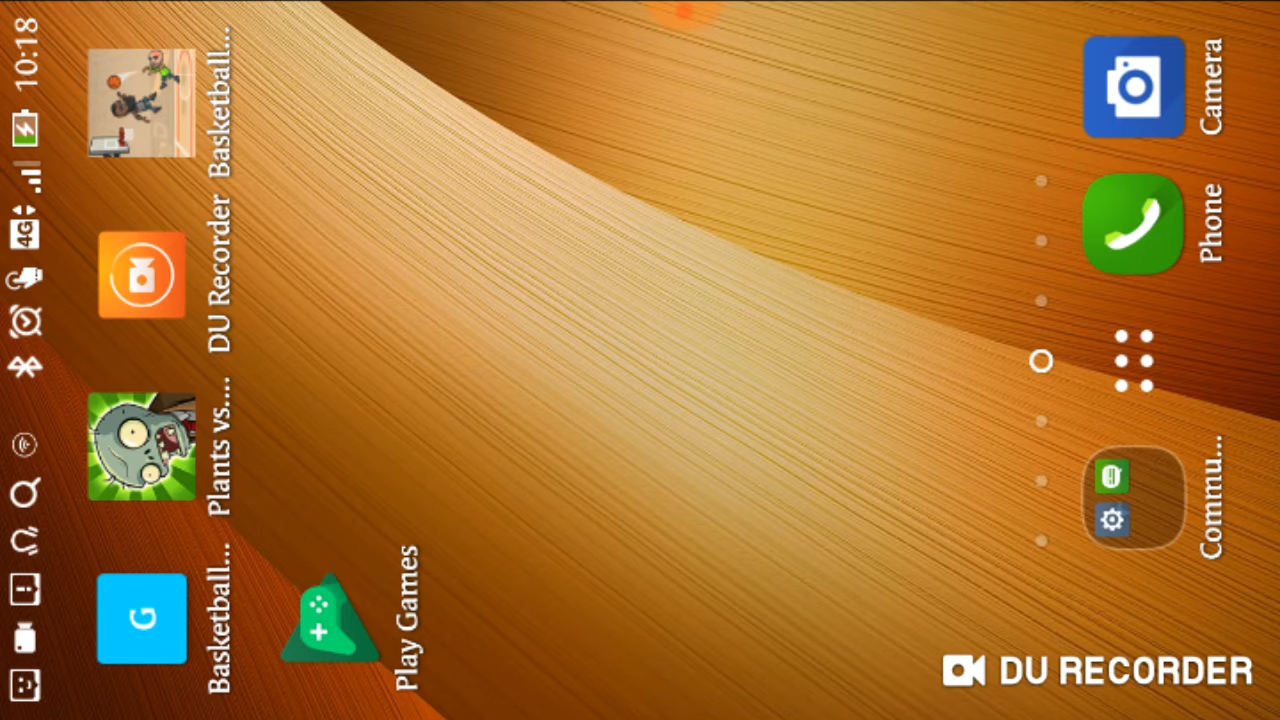 10:18
4G
G
Basketball...
Plants vs....
DU Recorder
Basketball...
Play Games
Commu...
Phone
Camera
DU RECORDER